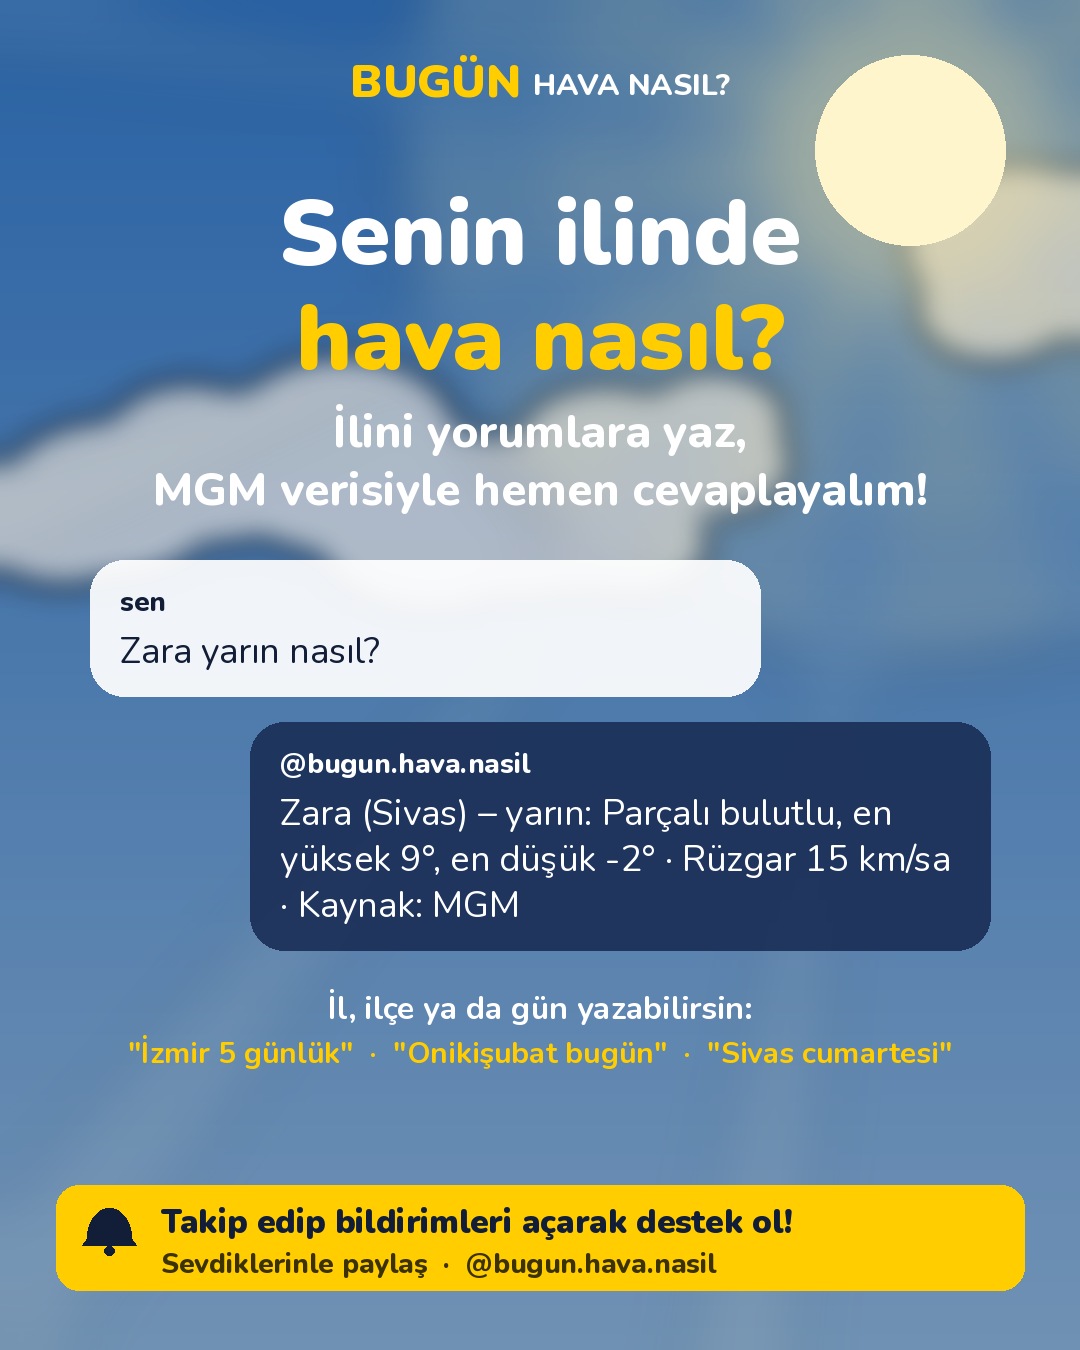 BUGÜN HAVA NASIL?
Senin ilinde
hava nasıl?
İlini yorumlara yaz,
MGM verisiyle hemen cevaplayalım!
sen
Zara yarın nasıl?
@bugun.hava.nasil
Zara (Sivas) – yarın: Parçalı bulutlu, en
yüksek 9°, en düşük -2° · Rüzgar 15 km/sa
· Kaynak: MGM
İl, ilçe ya da gün yazabilirsin:
"İzmir 5 günlük" · "Onikişubat bugün" · "Sivas cumartesi"
Takip edip bildirimleri açarak destek ol!
Sevdiklerinle paylaş · @bugun.hava.nasil